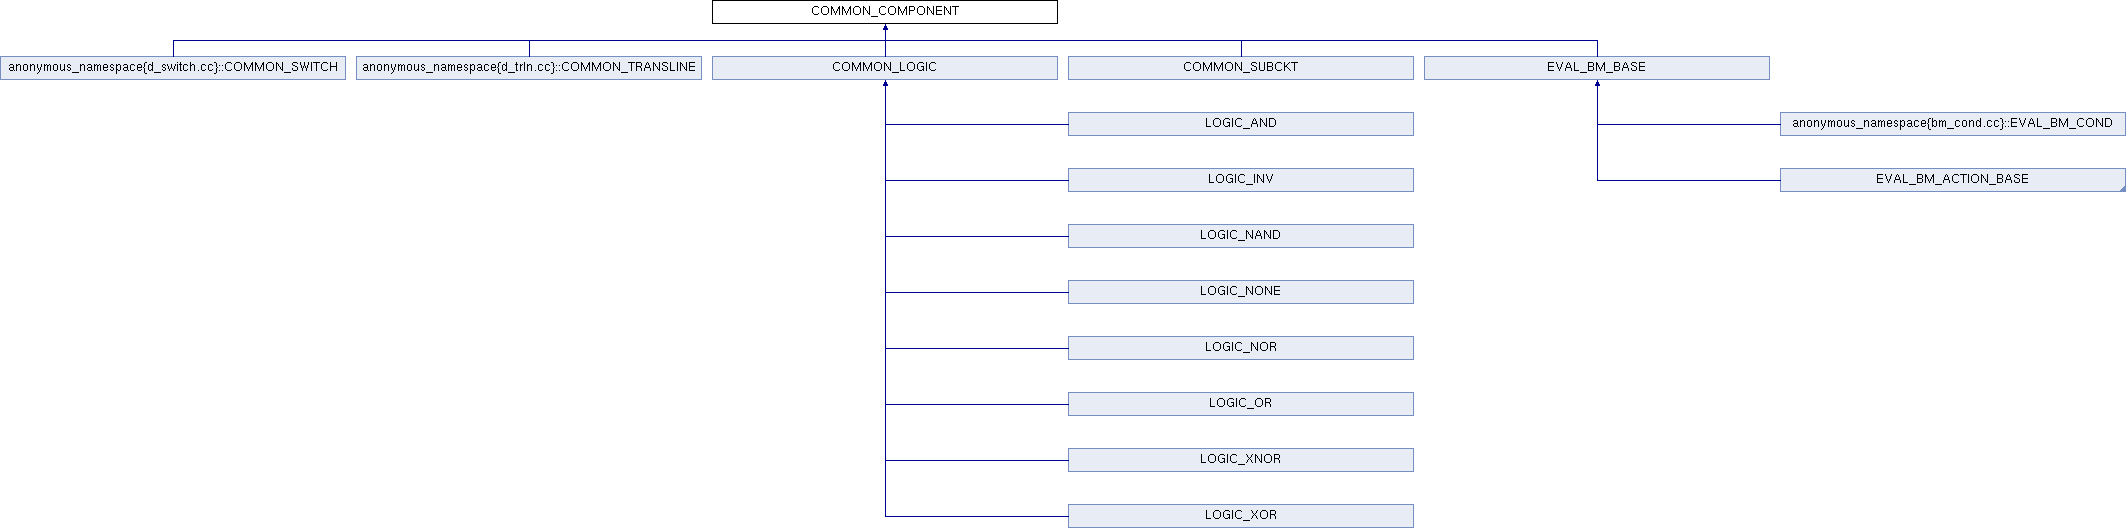 COMMON_COMPONENT
anonymous_namespace{d_switch.cc}::COMMON_SWITCH
anonymous_namespace{d_trln.cc}::COMMON_TRANSLINE
COMMON_LOGIC
COMMON_SUBCKT
EVAL_BM_BASE
LOGIC_AND
anonymous_namespace{bm_cond.cc}::EVAL_BM_COND
LOGIC_INV
EVAL_BM_ACTION_BASE
LOGIC_NAND
LOGIC_NONE
LOGIC_NOR
LOGIC_OR
LOGIC_XNOR
LOGIC_XOR